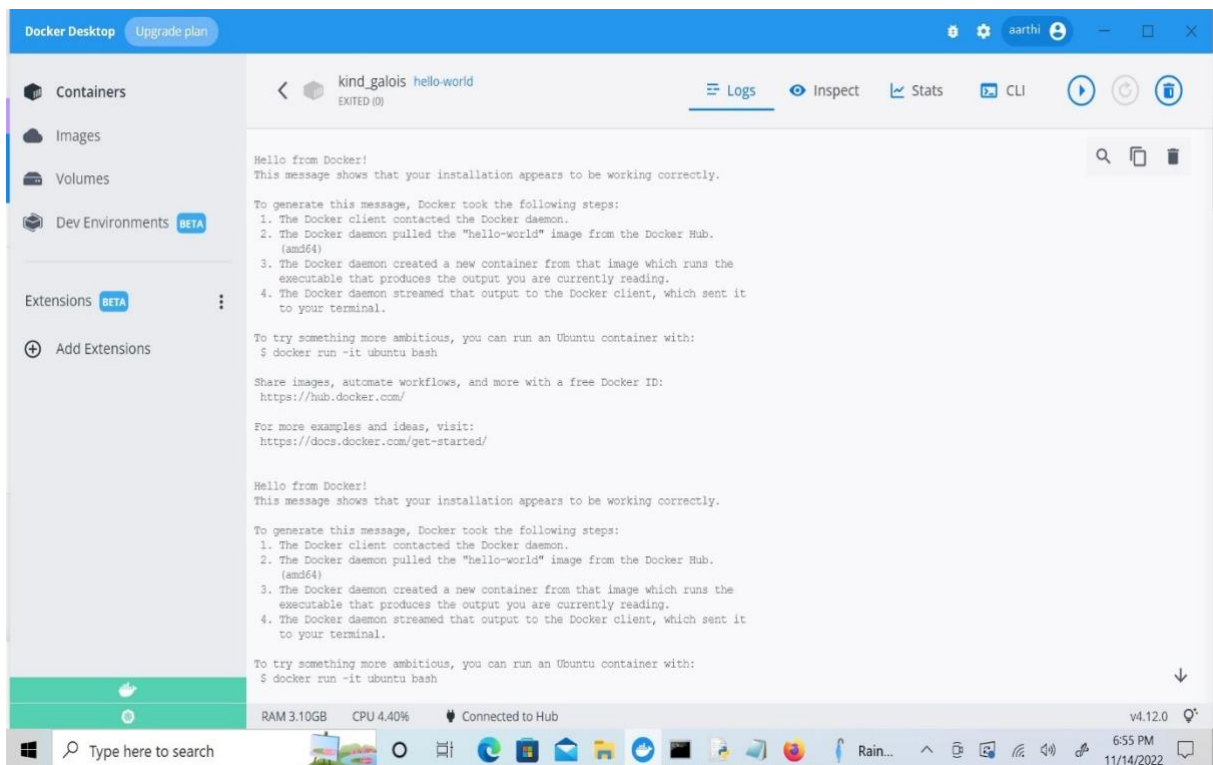 Docker Desktop Upgrade plan aarthi
Containers
Images
Volumes
Dev Environments BETA
Extensions BETA
Add Extensions
kind_galois hello-world
EXITED (0)
Logs Inspect Stats CLI
Hello from Docker!
This message shows that your installation appears to be working correctly.
To generate this message, Docker took the following steps:
1. The Docker client contacted the Docker daemon.
2. The Docker daemon pulled the "hello-world" image from the Docker Hub.
(amd64)
3. The Docker daemon created a new container from that image which runs the
executable that produces the output you are currently reading.
4. The Docker daemon streamed that output to the Docker client, which sent it
to your terminal.
To try something more ambitious, you can run an Ubuntu container with:
$ docker run -it ubuntu bash
Share images, automate workflows, and more with a free Docker ID:
https://hub.docker.com/
For more examples and ideas, visit:
https://docs.docker.com/get-started/
Hello from Docker!
This message shows that your installation appears to be working correctly.
To generate this message, Docker took the following steps:
1. The Docker client contacted the Docker daemon.
2. The Docker daemon pulled the "hello-world" image from the Docker Hub.
(amd64)
3. The Docker daemon created a new container from that image which runs the
executable that produces the output you are currently reading.
4. The Docker daemon streamed that output to the Docker client, which sent it
to your terminal.
To try something more ambitious, you can run an Ubuntu container with:
$ docker run -it ubuntu bash
RAM 3.10GB CPU 4.40% Connected to Hub v4.12.0
Type here to search Rain... 6:55 PM
11/14/2022